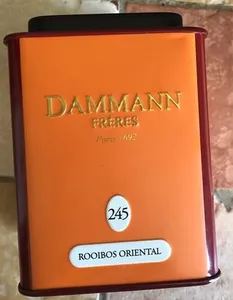 DAMMANN
FRÈRES
Paris 1692
245
ROOIBOS ORIENTAL